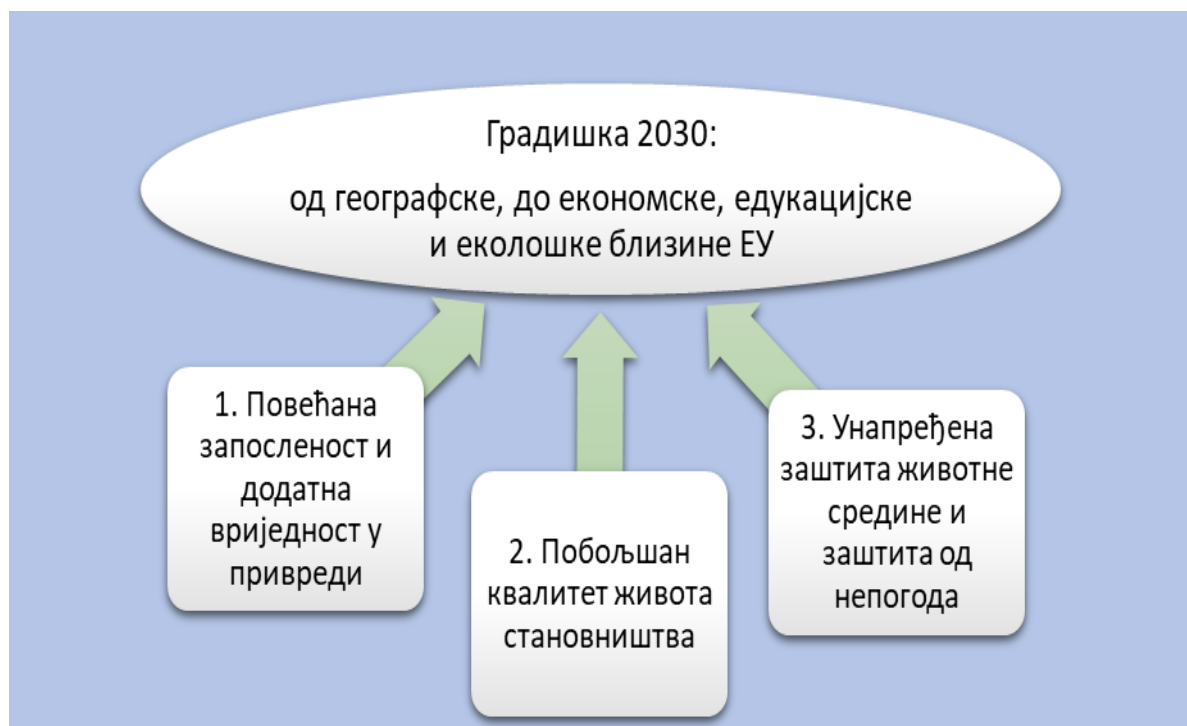 Градишка 2030:
од географске, до економске, едукацијске
и еколошке близине ЕУ
1. Повећана
запосленост и
додатна
вриједност у
привреди
2. Побољшан
квалитет живота
становништва
3. Унапређена
заштита животне
средине и
заштита од
непогода